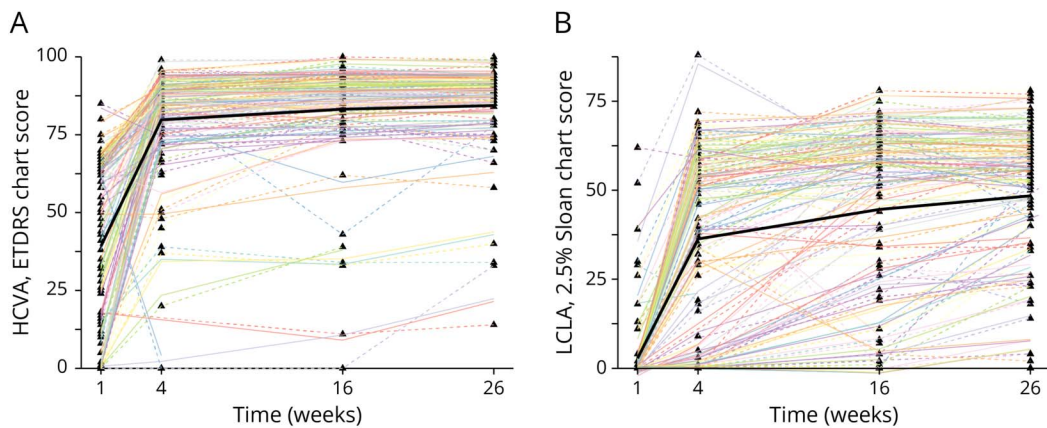 A
HCVA, ETDRS chart score
100
75
50
25
0
1 4 16 26
Time (weeks)
B
LCLA, 2.5% Sloan chart score
75
50
25
0
1 4 16 26
Time (weeks)